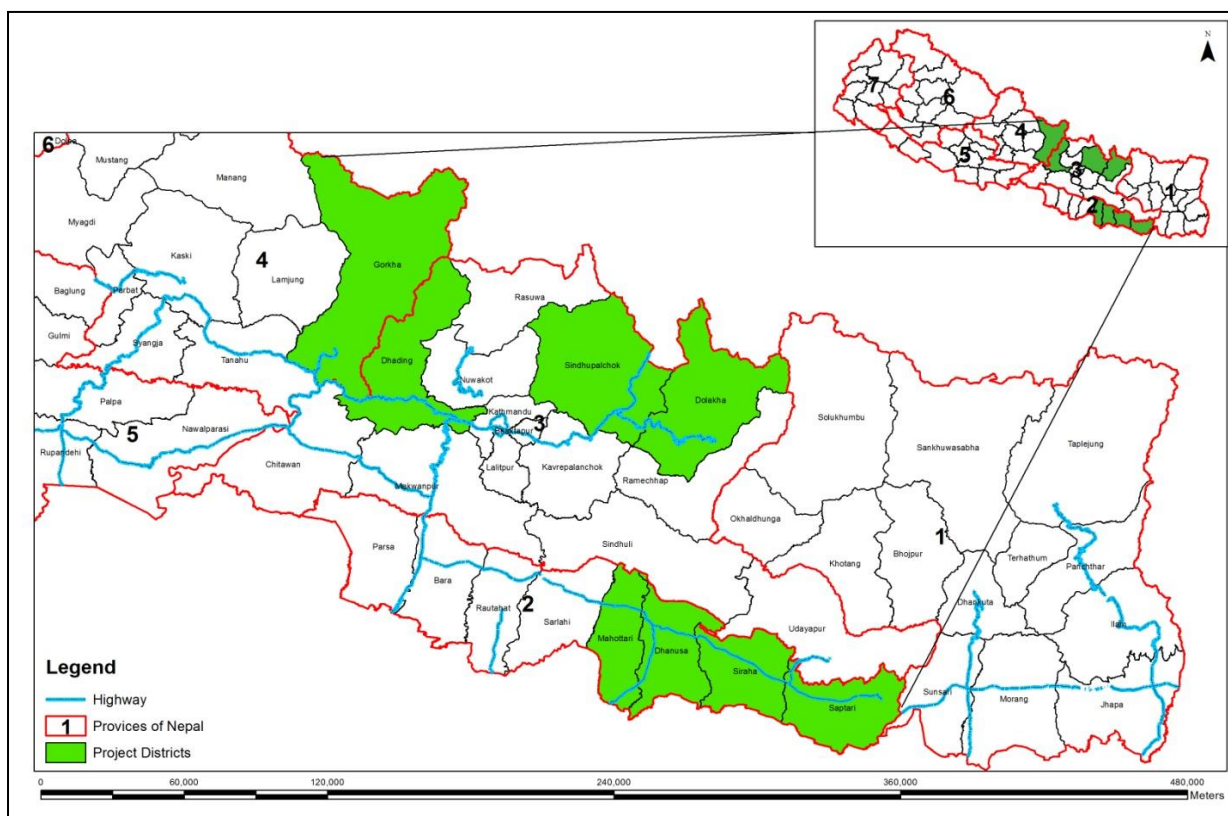 N
7
6
4
5
3
1
2
6
Dolpa
Mustang
Manang
Myagdi
Kaski
4
Lamjung
Gorkha
Baglung
Parbat
Rasuwa
Gulmi
Syangja
Tanahu
Dhading
Nuwakot
Sindhupalchok
Dolakha
Palpa
Nawalparasi
5
Kathmandu
Bhaktapur
3
Solukhumbu
Sankhuwasabha
Taplejung
Rupandehi
Chitawan
Makwanpur
Lalitpur
Kavrepalanchok
Ramechhap
Okhaldhunga
Parsa
Sindhuli
Khotang
Bhojpur
1
Terhathum
Panchthar
Bara
Rautahat
2
Sarlahi
Dhankuta
Ilam
Mahottari
Dhanusa
Siraha
Udayapur
Saptari
Sunsari
Morang
Jhapa
Legend
Highway
1 Provices of Nepal
Project Districts
0 60,000 120,000 240,000 360,000 480,000
Meters